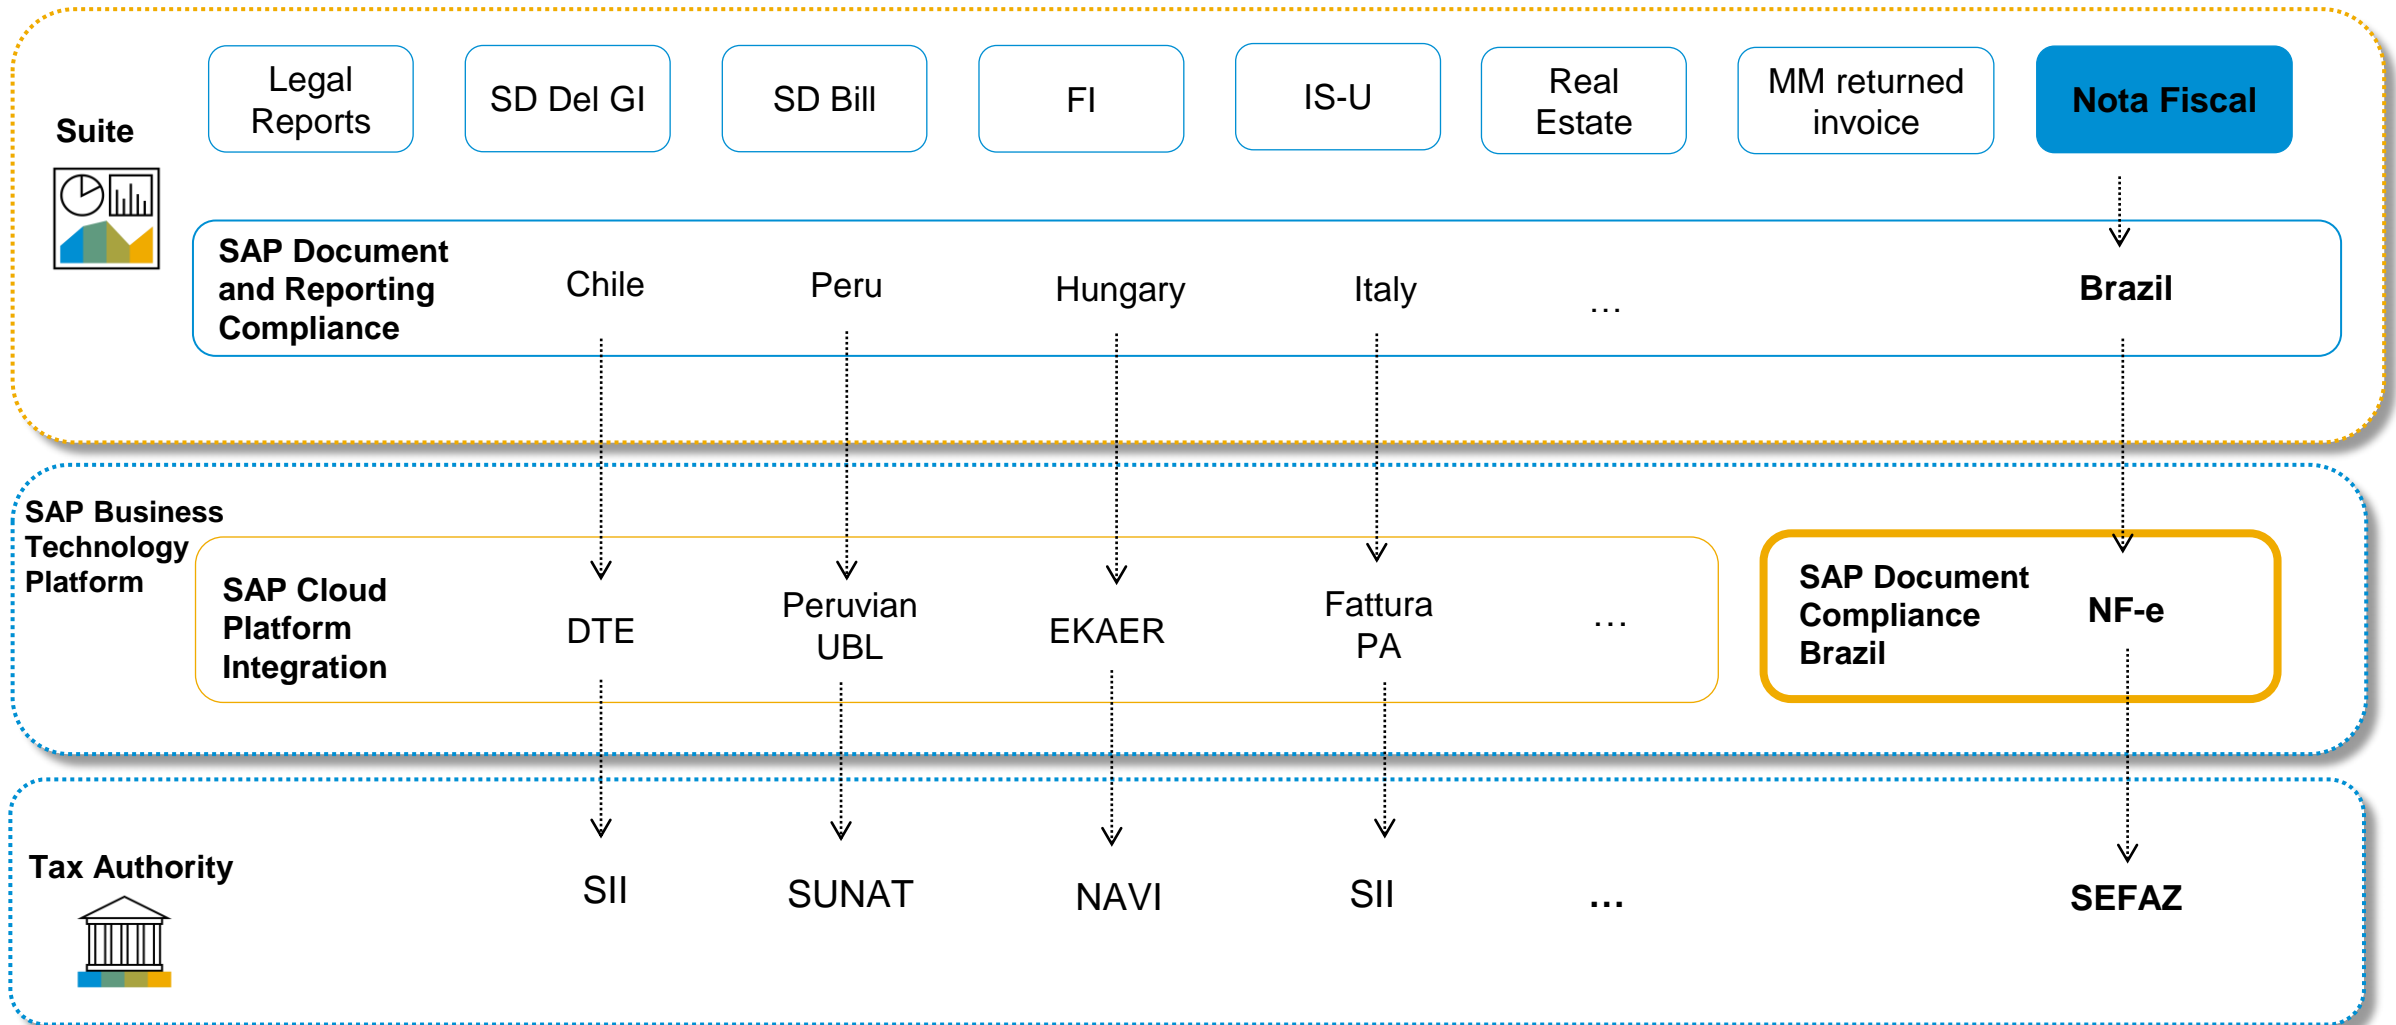 Suite
Legal
Reports
SD Del GI
SD Bill
FI
IS-U
Real
Estate
MM returned
invoice
Nota Fiscal
SAP Document
and Reporting
Compliance
Chile
Peru
Hungary
Italy
...
Brazil
SAP Business
Technology
Platform
SAP Cloud
Platform
Integration
DTE
Peruvian
UBL
EKAER
Fattura
PA
...
SAP Document
Compliance
Brazil
NF-e
Tax Authority
SII
SUNAT
NAVI
SII
...
SEFAZ